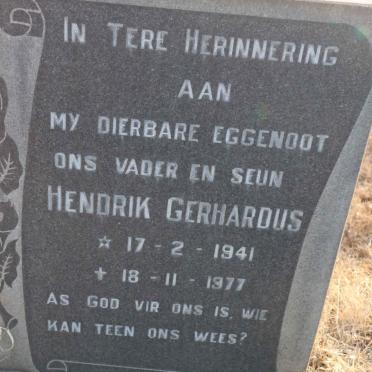 IN TERE HERINNERING
AAN
MY DIERBARE EGGENOOT
ONS VADER EN SEUN
HENDRIK GERHARDUS
☆ 17 - 2 - 1941
✝ 18 - 11 - 1977
AS GOD VIR ONS IS, WIE
KAN TEEN ONS WEES?